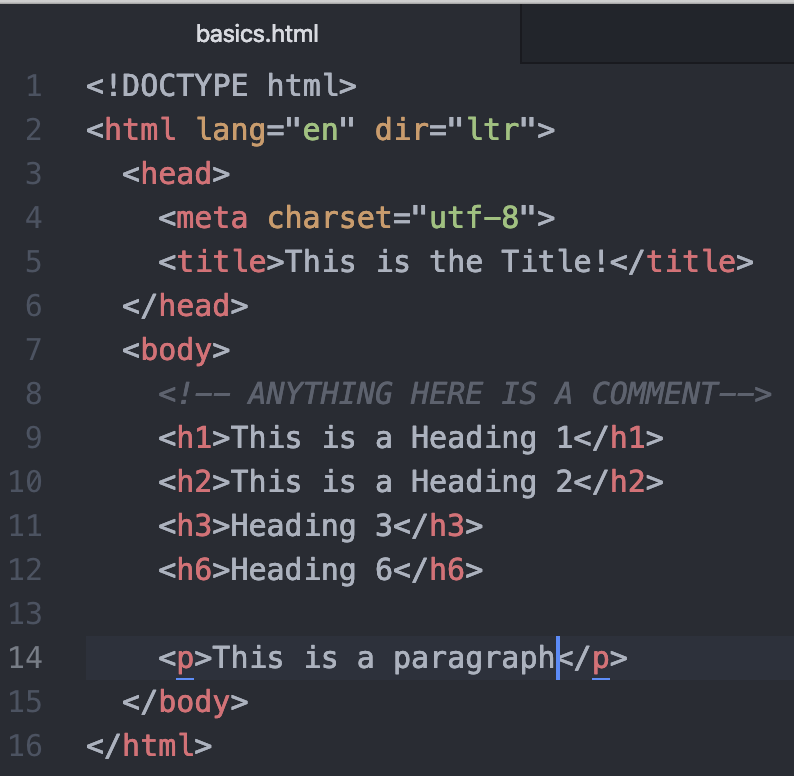 basics.html
1 <!DOCTYPE html>
2 <html lang="en" dir="ltr">
3   <head>
4     <meta charset="utf-8">
5     <title>This is the Title!</title>
6   </head>
7   <body>
8     <!-- ANYTHING HERE IS A COMMENT-->
9     <h1>This is a Heading 1</h1>
10     <h2>This is a Heading 2</h2>
11     <h3>Heading 3</h3>
12     <h6>Heading 6</h6>
13
14     <p>This is a paragraph</p>
15   </body>
16 </html>